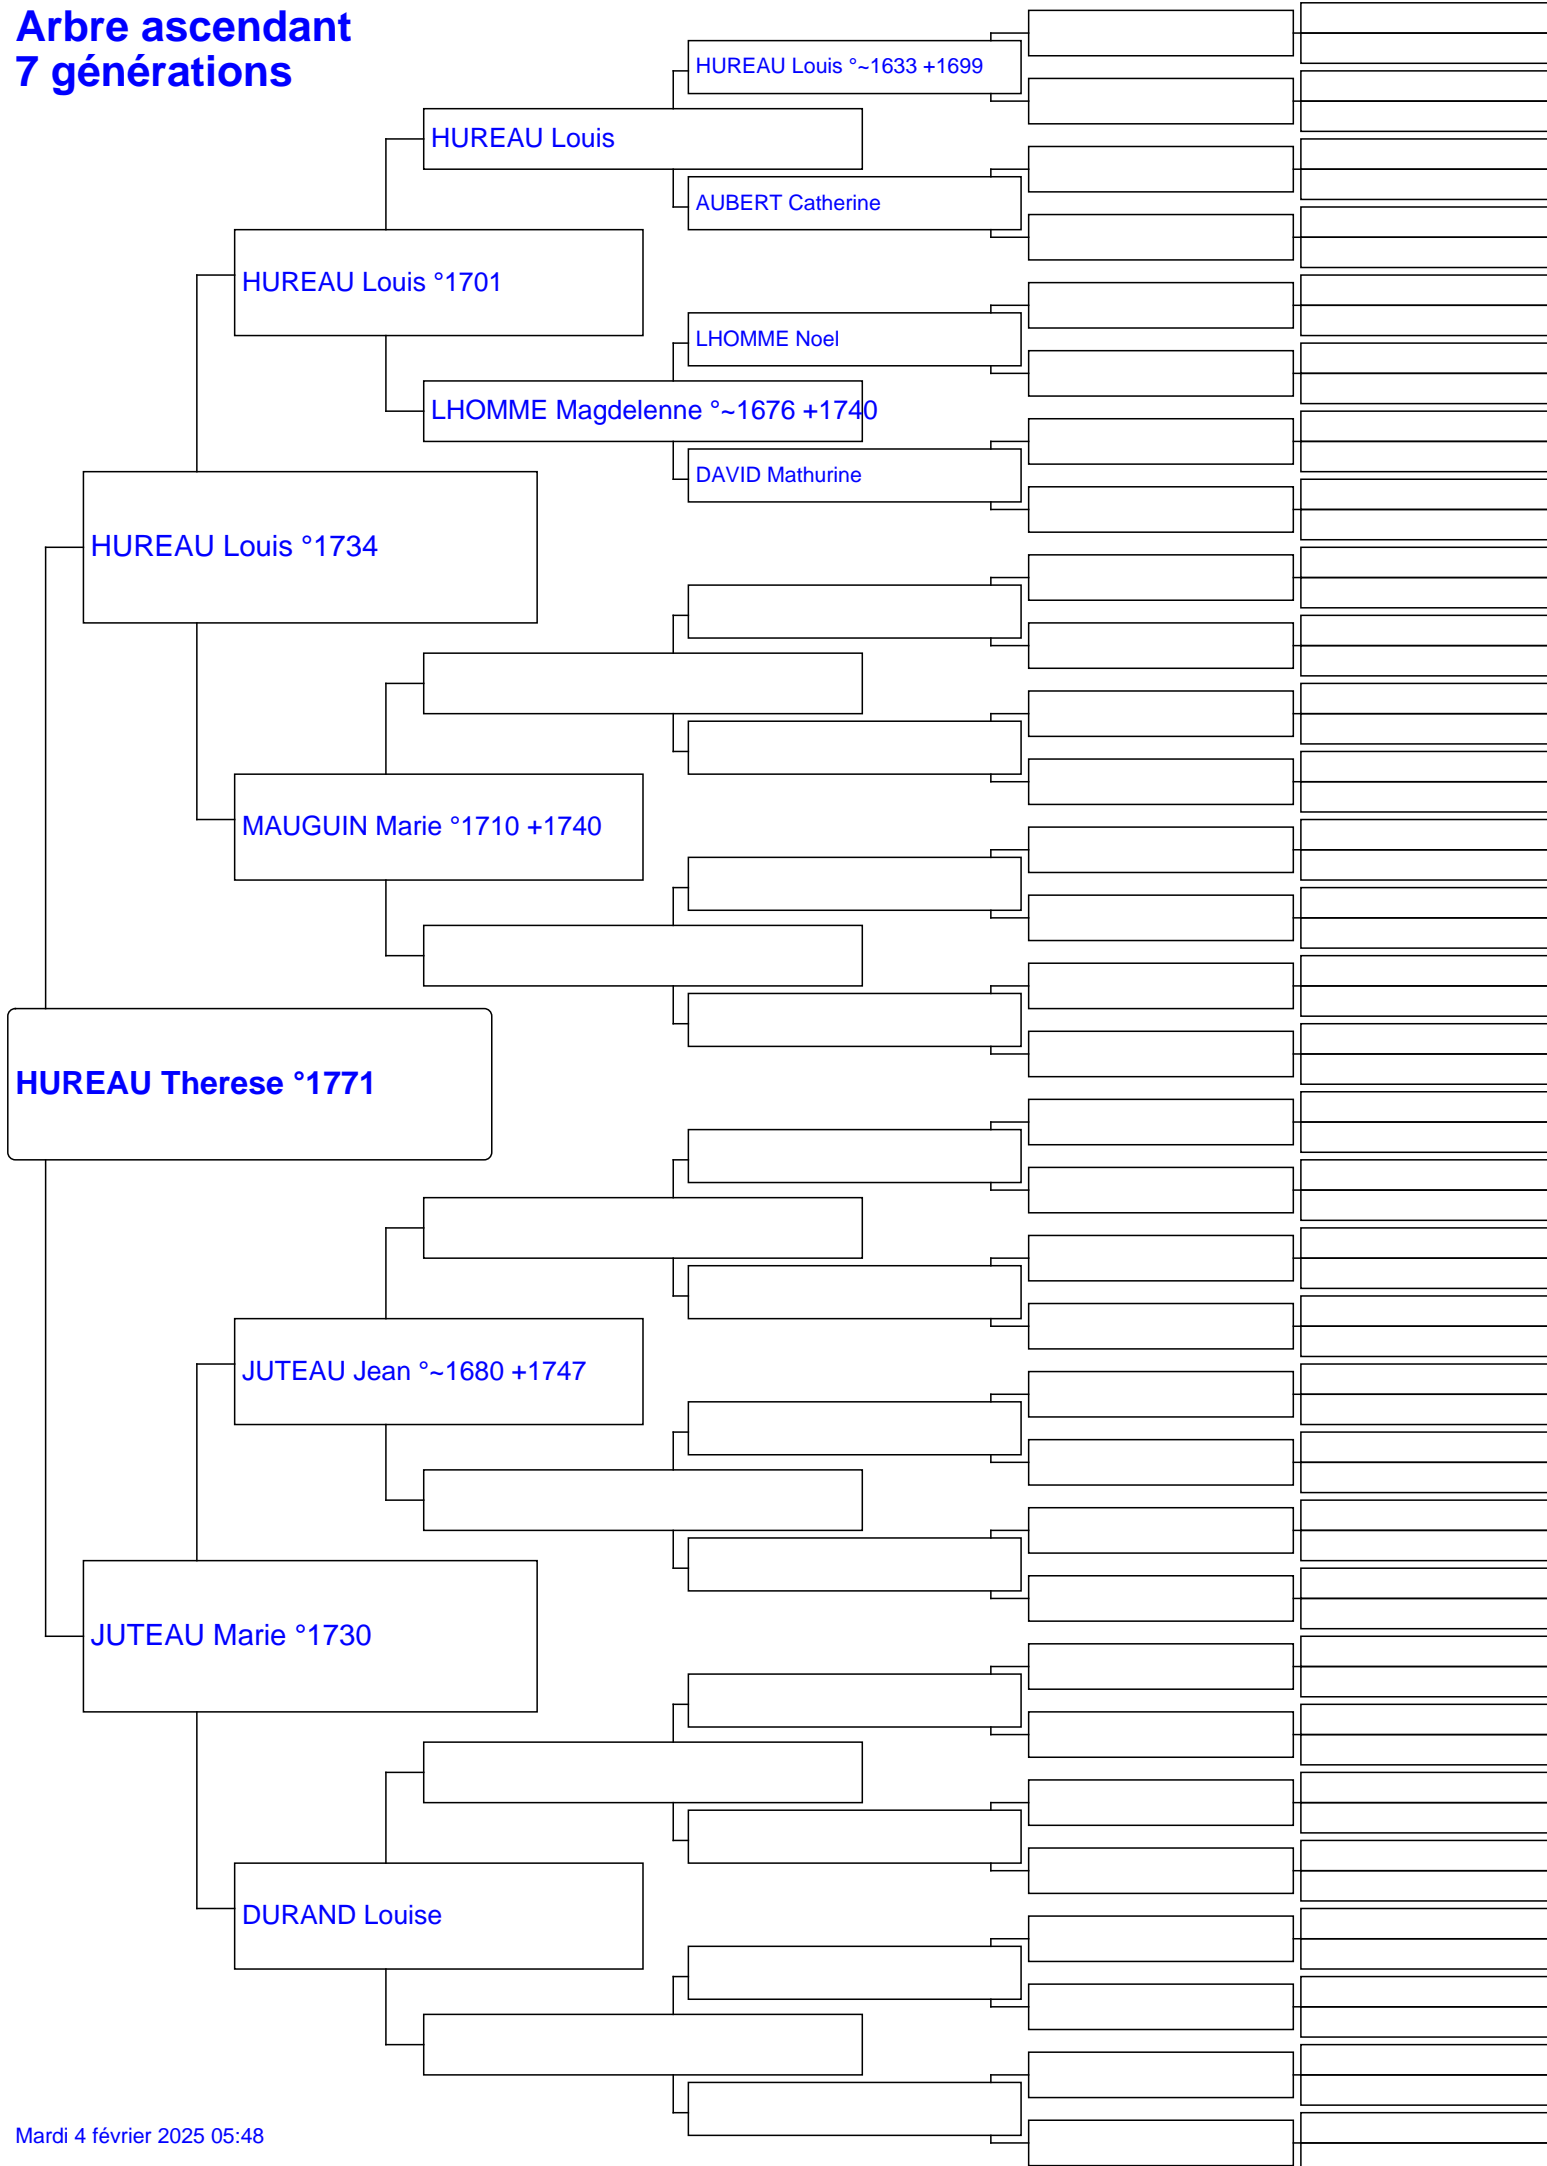 Arbre ascendant
7 générations
HUREAU Louis °~1633 +1699
HUREAU Louis
AUBERT Catherine
HUREAU Louis °1701
LHOMME Noel
LHOMME Magdelenne °~1676 +1740
DAVID Mathurine
HUREAU Louis °1734
MAUGUIN Marie °1710 +1740
HUREAU Therese °1771
JUTEAU Jean °~1680 +1747
JUTEAU Marie °1730
DURAND Louise
Mardi 4 février 2025 05:48